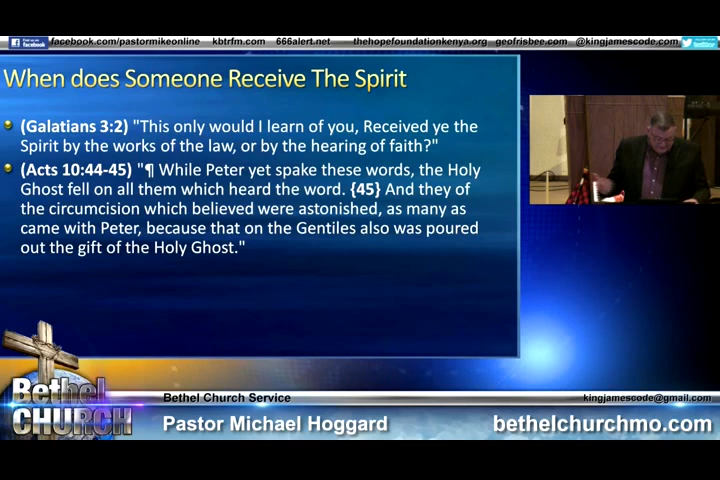 Find us on
facebook
facebook.com/pastormikeonline kbtrfm.com 666alert.net thehopefoundationkenya.org geofrisbee.com @kingjamescode.com
When does Someone Receive The Spirit
(Galatians 3:2) "This only would I learn of you, Received ye the
Spirit by the works of the law, or by the hearing of faith?"
(Acts 10:44-45) "¶ While Peter yet spake these words, the Holy
Ghost fell on all them which heard the word. {45} And they of
the circumcision which believed were astonished, as many as
came with Peter, because that on the Gentiles also was poured
out the gift of the Holy Ghost."
Bethel
CHURCH
Bethel Church Service
kingjamescode@gmail.com
Pastor Michael Hoggard
bethelchurchmo.com